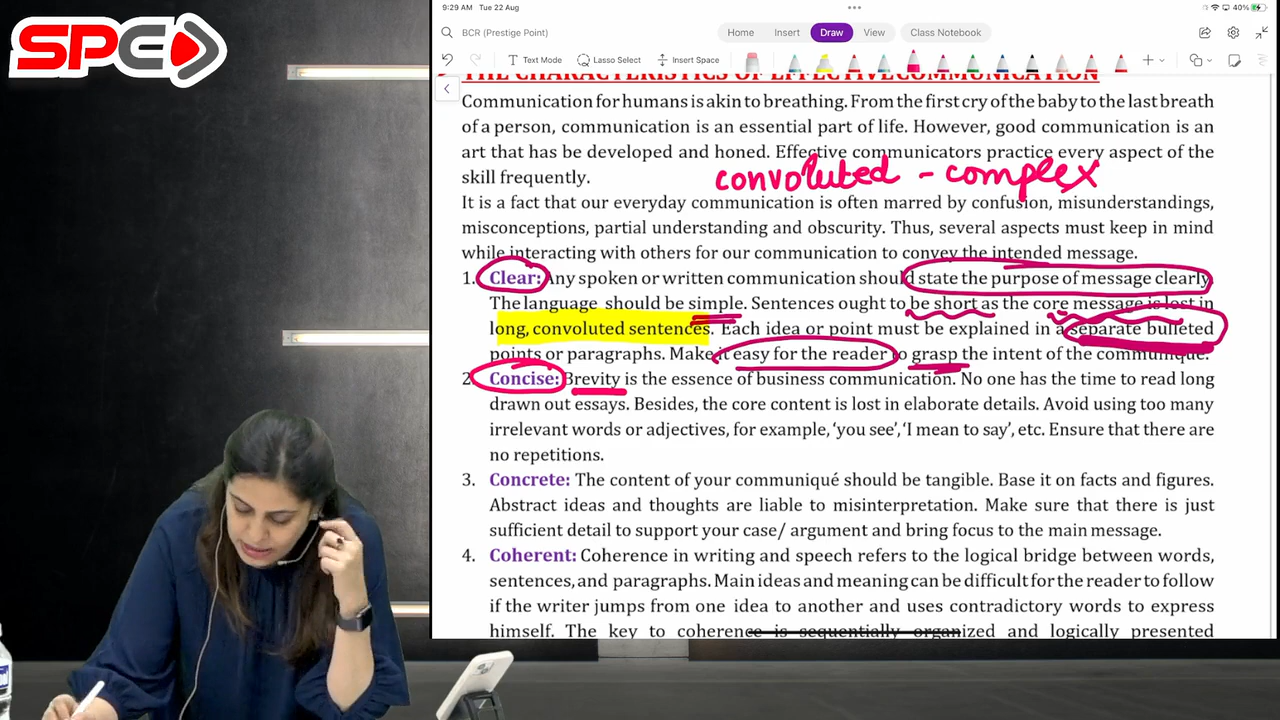 SPE
9:29 AM Tue 22 Aug
40%
BCR (Prestige Point)
Home Insert Draw View Class Notebook
Text Mode Lasso Select Insert Space
THE CHARACTERISTICS OF EFFECTIVECOMMUNICATION
Communication for humans is akin to breathing. From the first cry of the baby to the last breath
of a person, communication is an essential part of life. However, good communication is an
art that has be developed and honed. Effective communicators practice every aspect of the
skill frequently.
convoluted - complex
It is a fact that our everyday communication is often marred by confusion, misunderstandings,
misconceptions, partial understanding and obscurity. Thus, several aspects must keep in mind
while interacting with others for our communication to convey the intended message.
1. Clear: Any spoken or written communication should state the purpose of message clearly.
The language should be simple. Sentences ought to be short as the core message is lost in
long, convoluted sentences. Each idea or point must be explained in a separate bulleted
points or paragraphs. Make it easy for the reader to grasp the intent of the communiqué.
2. Concise: Brevity is the essence of business communication. No one has the time to read long
drawn out essays. Besides, the core content is lost in elaborate details. Avoid using too many
irrelevant words or adjectives, for example, ‘you see’, ‘I mean to say’, etc. Ensure that there are
no repetitions.
3. Concrete: The content of your communiqué should be tangible. Base it on facts and figures.
Abstract ideas and thoughts are liable to misinterpretation. Make sure that there is just
sufficient detail to support your case/ argument and bring focus to the main message.
4. Coherent: Coherence in writing and speech refers to the logical bridge between words,
sentences, and paragraphs. Main ideas and meaning can be difficult for the reader to follow
if the writer jumps from one idea to another and uses contradictory words to express
himself. The key to coherence is sequentially organized and logically presented